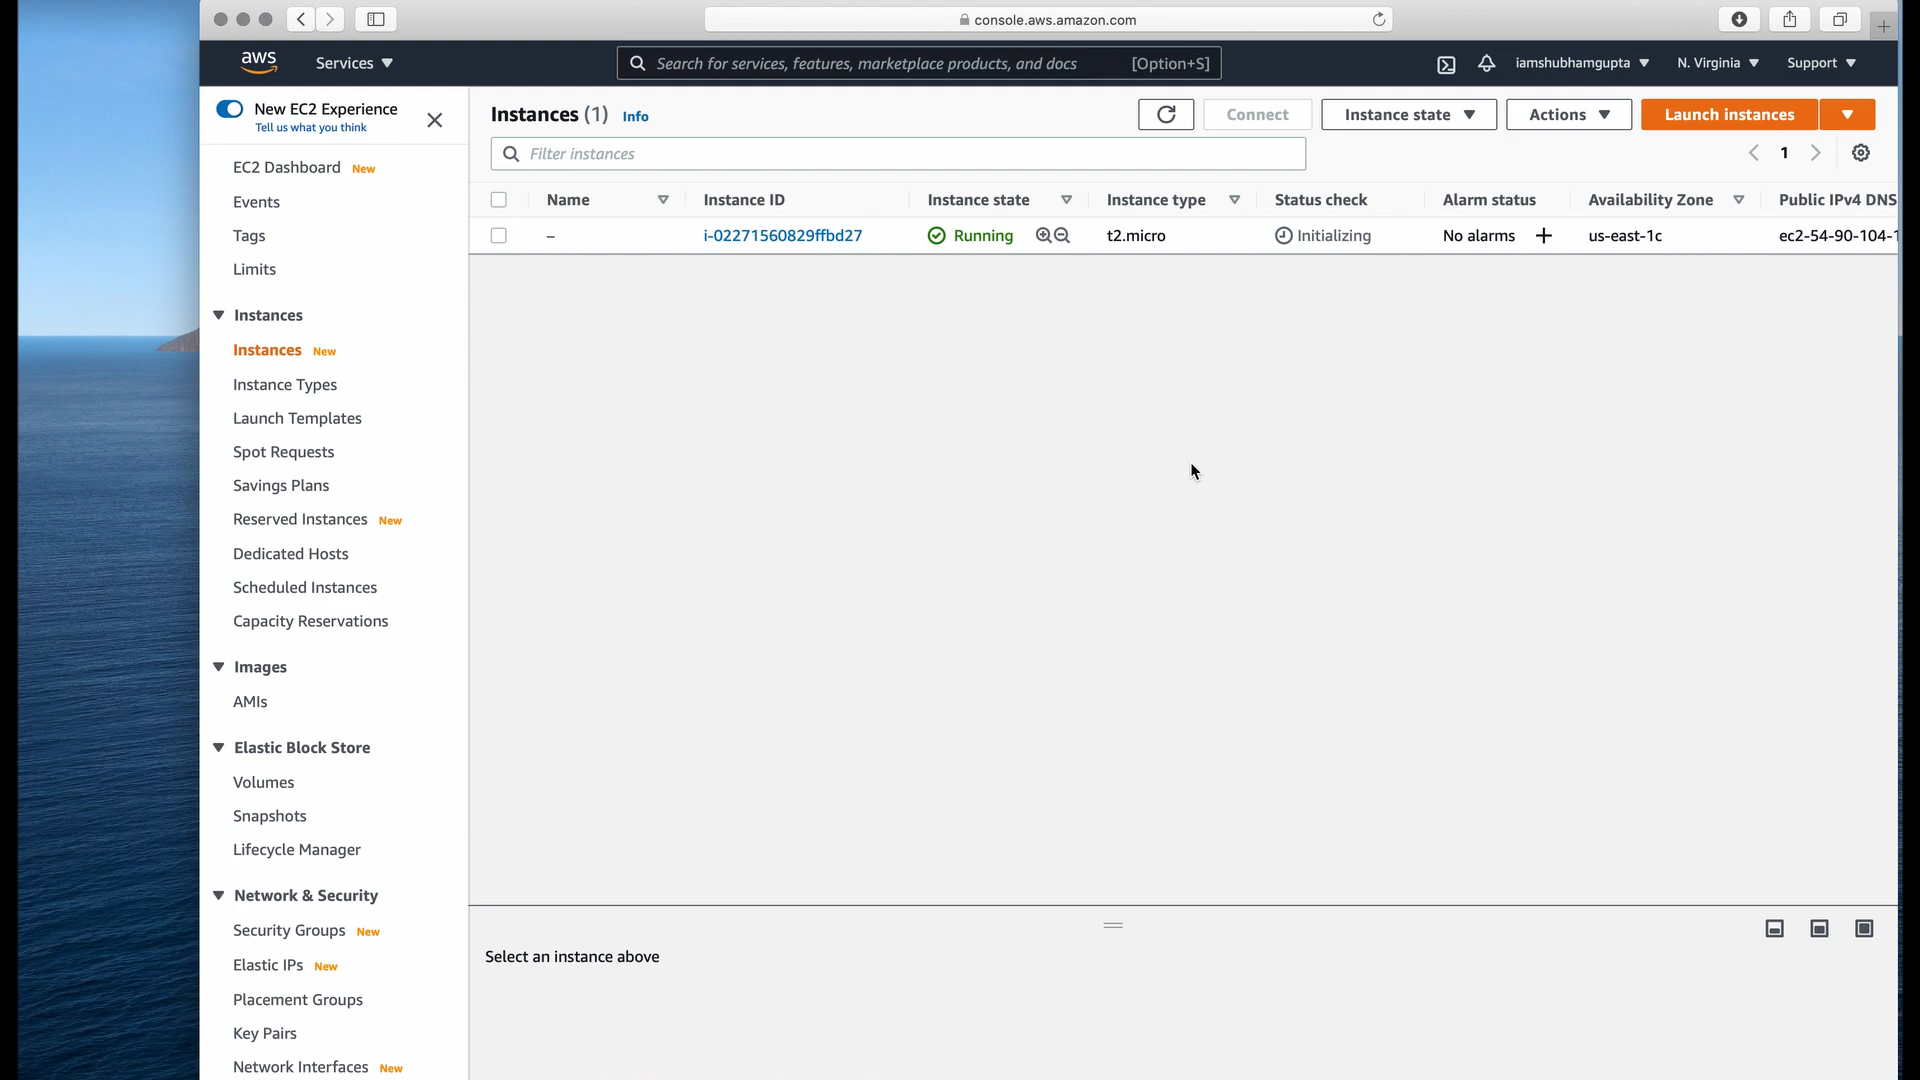 console.aws.amazon.com
aws Services Search for services, features, marketplace products, and docs [Option+S] iamshubhamgupta N. Virginia Support
New EC2 Experience
Tell us what you think
EC2 Dashboard New
Events
Tags
Limits
Instances
Instances New
Instance Types
Launch Templates
Spot Requests
Savings Plans
Reserved Instances New
Dedicated Hosts
Scheduled Instances
Capacity Reservations
Images
AMIs
Elastic Block Store
Volumes
Snapshots
Lifecycle Manager
Network & Security
Security Groups New
Elastic IPs New
Placement Groups
Key Pairs
Network Interfaces New
Instances (1) Info Connect Instance state Actions Launch instances
Filter instances 1
Name Instance ID Instance state Instance type Status check Alarm status Availability Zone Public IPv4 DNS
– i-02271560829ffbd27 Running t2.micro Initializing No alarms + us-east-1c ec2-54-90-104-1
Select an instance above